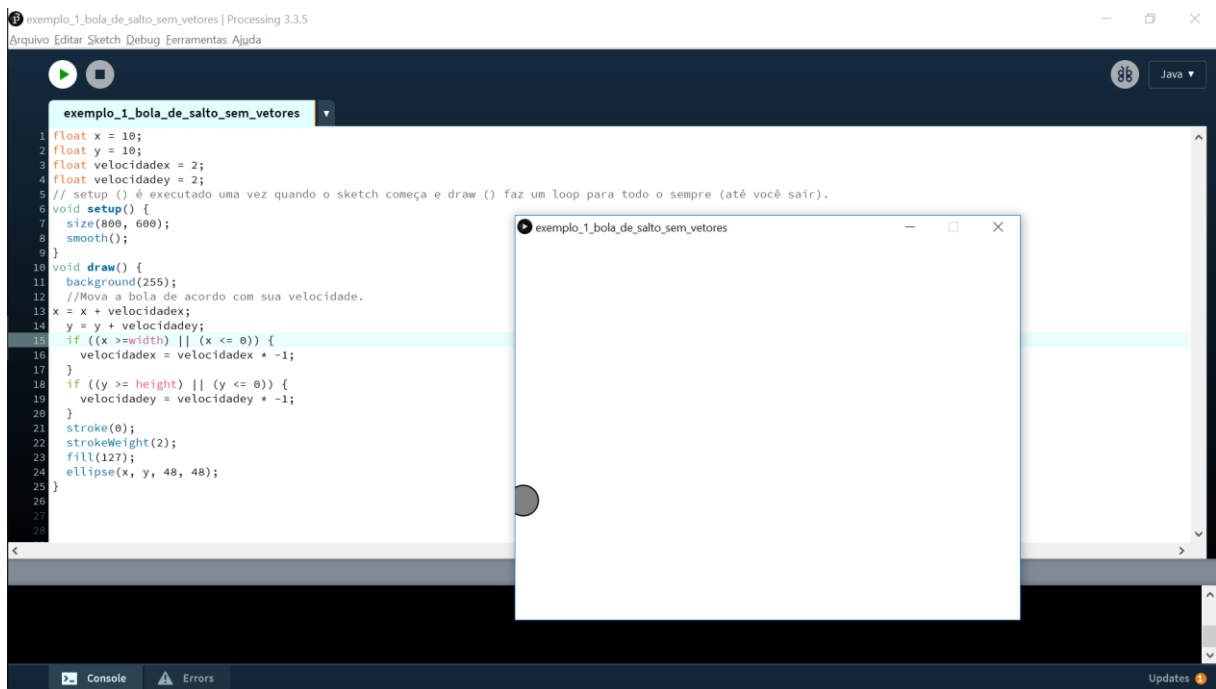 exemplo_1_bola_de_salto_sem_vetores | Processing 3.3.5
Arquivo Editar Sketch Debug Ferramentas Ajuda
Java ▼
exemplo_1_bola_de_salto_sem_vetores ▼
1 float x = 10;
2 float y = 10;
3 float velocidadex = 2;
4 float velocidadey = 2;
5 // setup () é executado uma vez quando o sketch começa e draw () faz um loop para todo o sempre (até você sair).
6 void setup() {
7 size(800, 600);
8 smooth();
9 }
10 void draw() {
11 background(255);
12 //Mova a bola de acordo com sua velocidade.
13 x = x + velocidadex;
14 y = y + velocidadey;
15 if ((x >=width) || (x <= 0)) {
16 velocidadex = velocidadex * -1;
17 }
18 if ((y >= height) || (y <= 0)) {
19 velocidadey = velocidadey * -1;
20 }
21 stroke(0);
22 strokeWeight(2);
23 fill(127);
24 ellipse(x, y, 48, 48);
25 }
26
27
28
exemplo_1_bola_de_salto_sem_vetores
Console
Errors
Updates 1